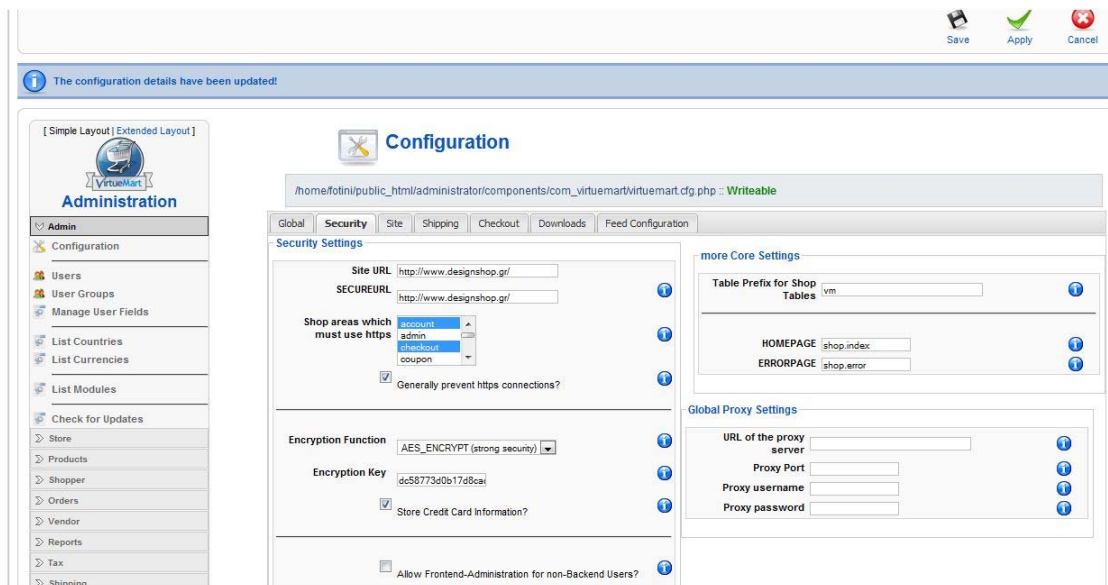 Save Apply Cancel
The configuration details have been updated!
[ Simple Layout | Extended Layout ]
VirtueMart
Administration
Admin
Configuration
Users
User Groups
Manage User Fields
List Countries
List Currencies
List Modules
Check for Updates
Store
Products
Shopper
Orders
Vendor
Reports
Tax
Shipping
Configuration
/home/fotini/public_html/administrator/components/com_virtuemart/virtuemart.cfg.php :: Writeable
Global Security Site Shipping Checkout Downloads Feed Configuration
Security Settings
Site URL http://www.designshop.gr/
SECUREURL http://www.designshop.gr/
Shop areas which must use https
account
admin
checkout
coupon
Generally prevent https connections?
Encryption Function AES_ENCRYPT (strong security)
Encryption Key dc58773d0b17d8cac
Store Credit Card Information?
Allow Frontend-Administration for non-Backend Users?
more Core Settings
Table Prefix for Shop Tables vm
HOMEPAGE shop.index
ERRORPAGE shop.error
Global Proxy Settings
URL of the proxy server
Proxy Port
Proxy username
Proxy password